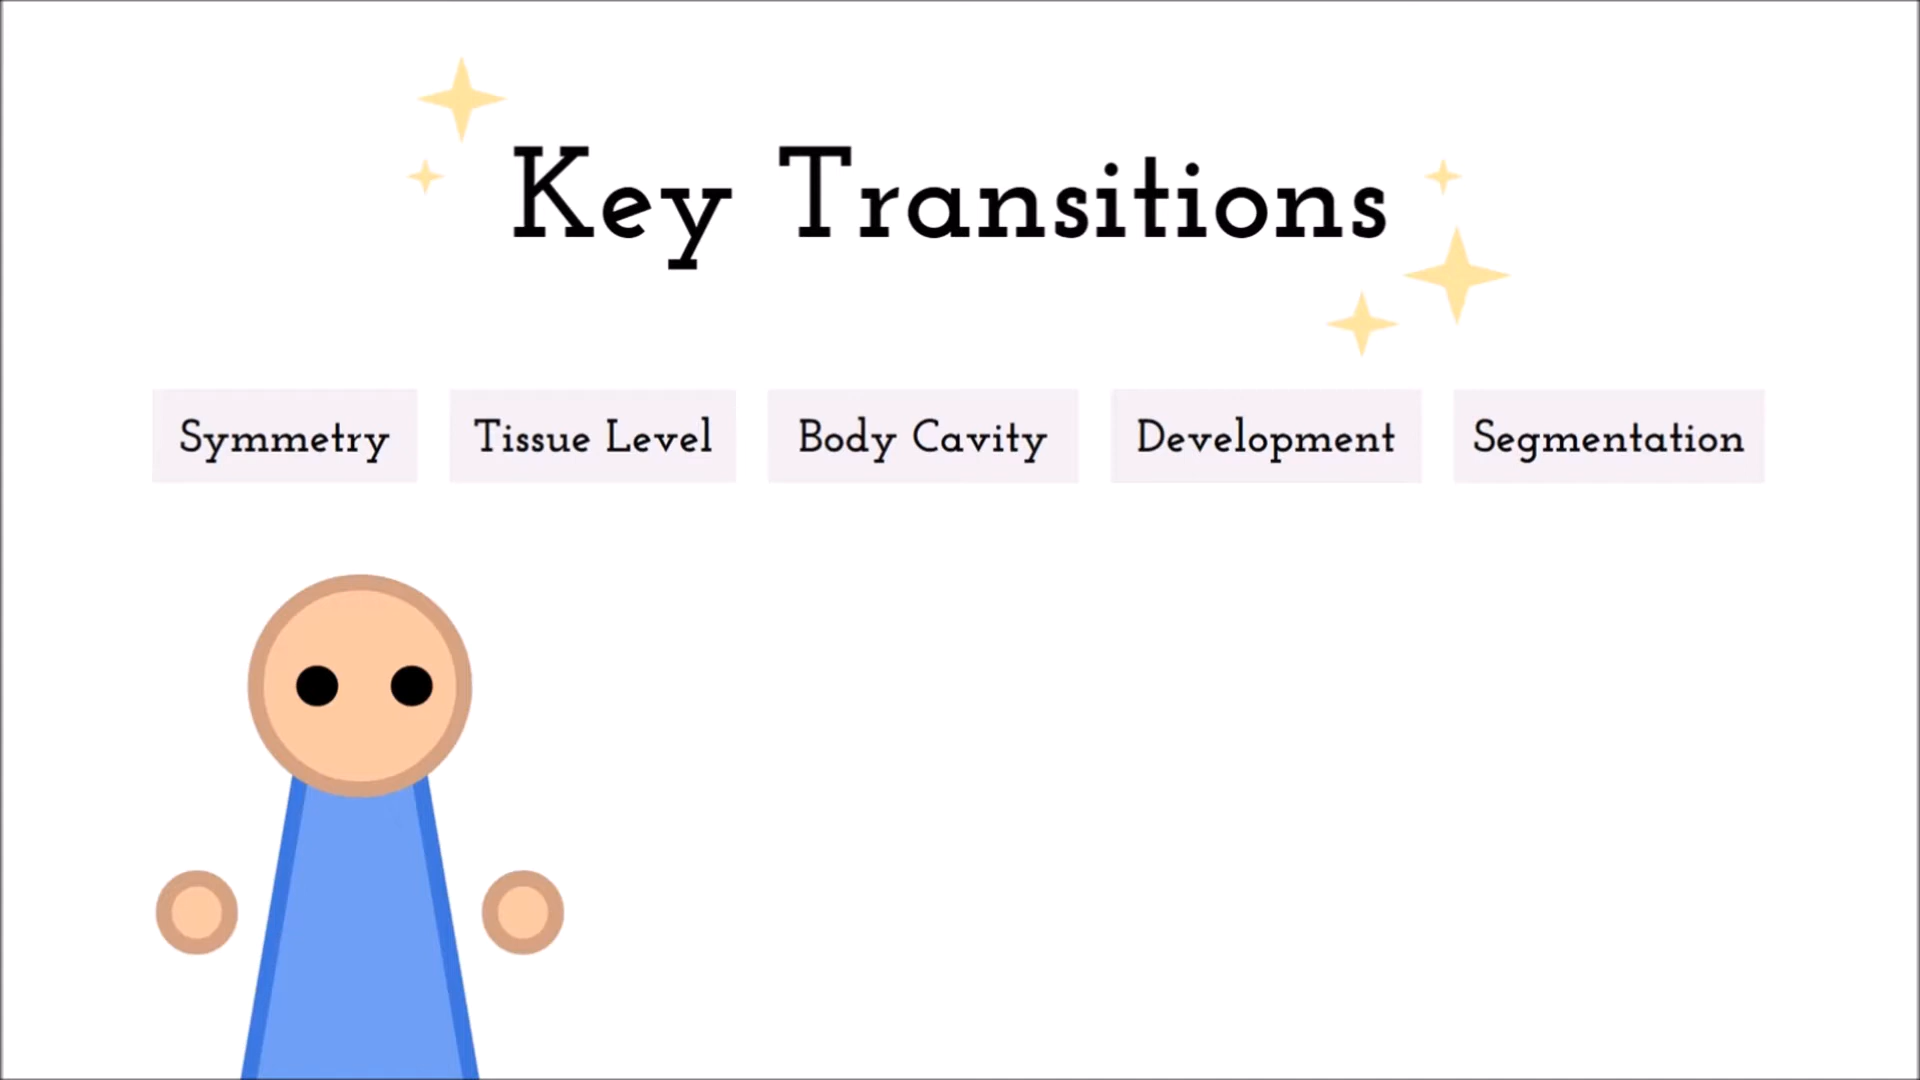 Key Transitions
Symmetry
Tissue Level
Body Cavity
Development
Segmentation